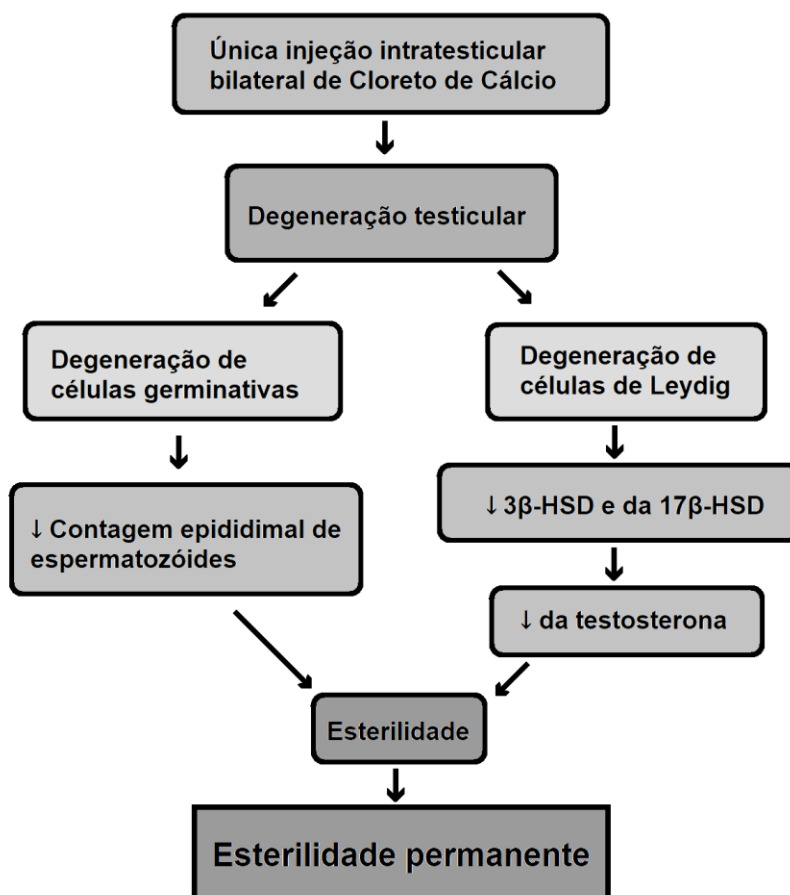 Única injeção intratesticular
bilateral de Cloreto de Cálcio
Degeneração testicular
Degeneração de
células germinativas
Degeneração de
células de Leydig
↓ Contagem epididimal de
espermatozóides
↓ 3β-HSD e da 17β-HSD
↓ da testosterona
Esterilidade
Esterilidade permanente